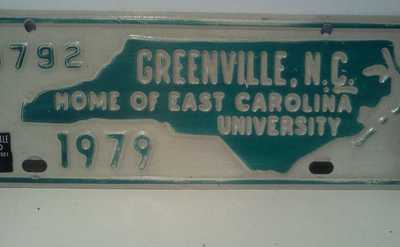 792
GREENVILLE, N.C.
HOME OF EAST CAROLINA
UNIVERSITY
1979